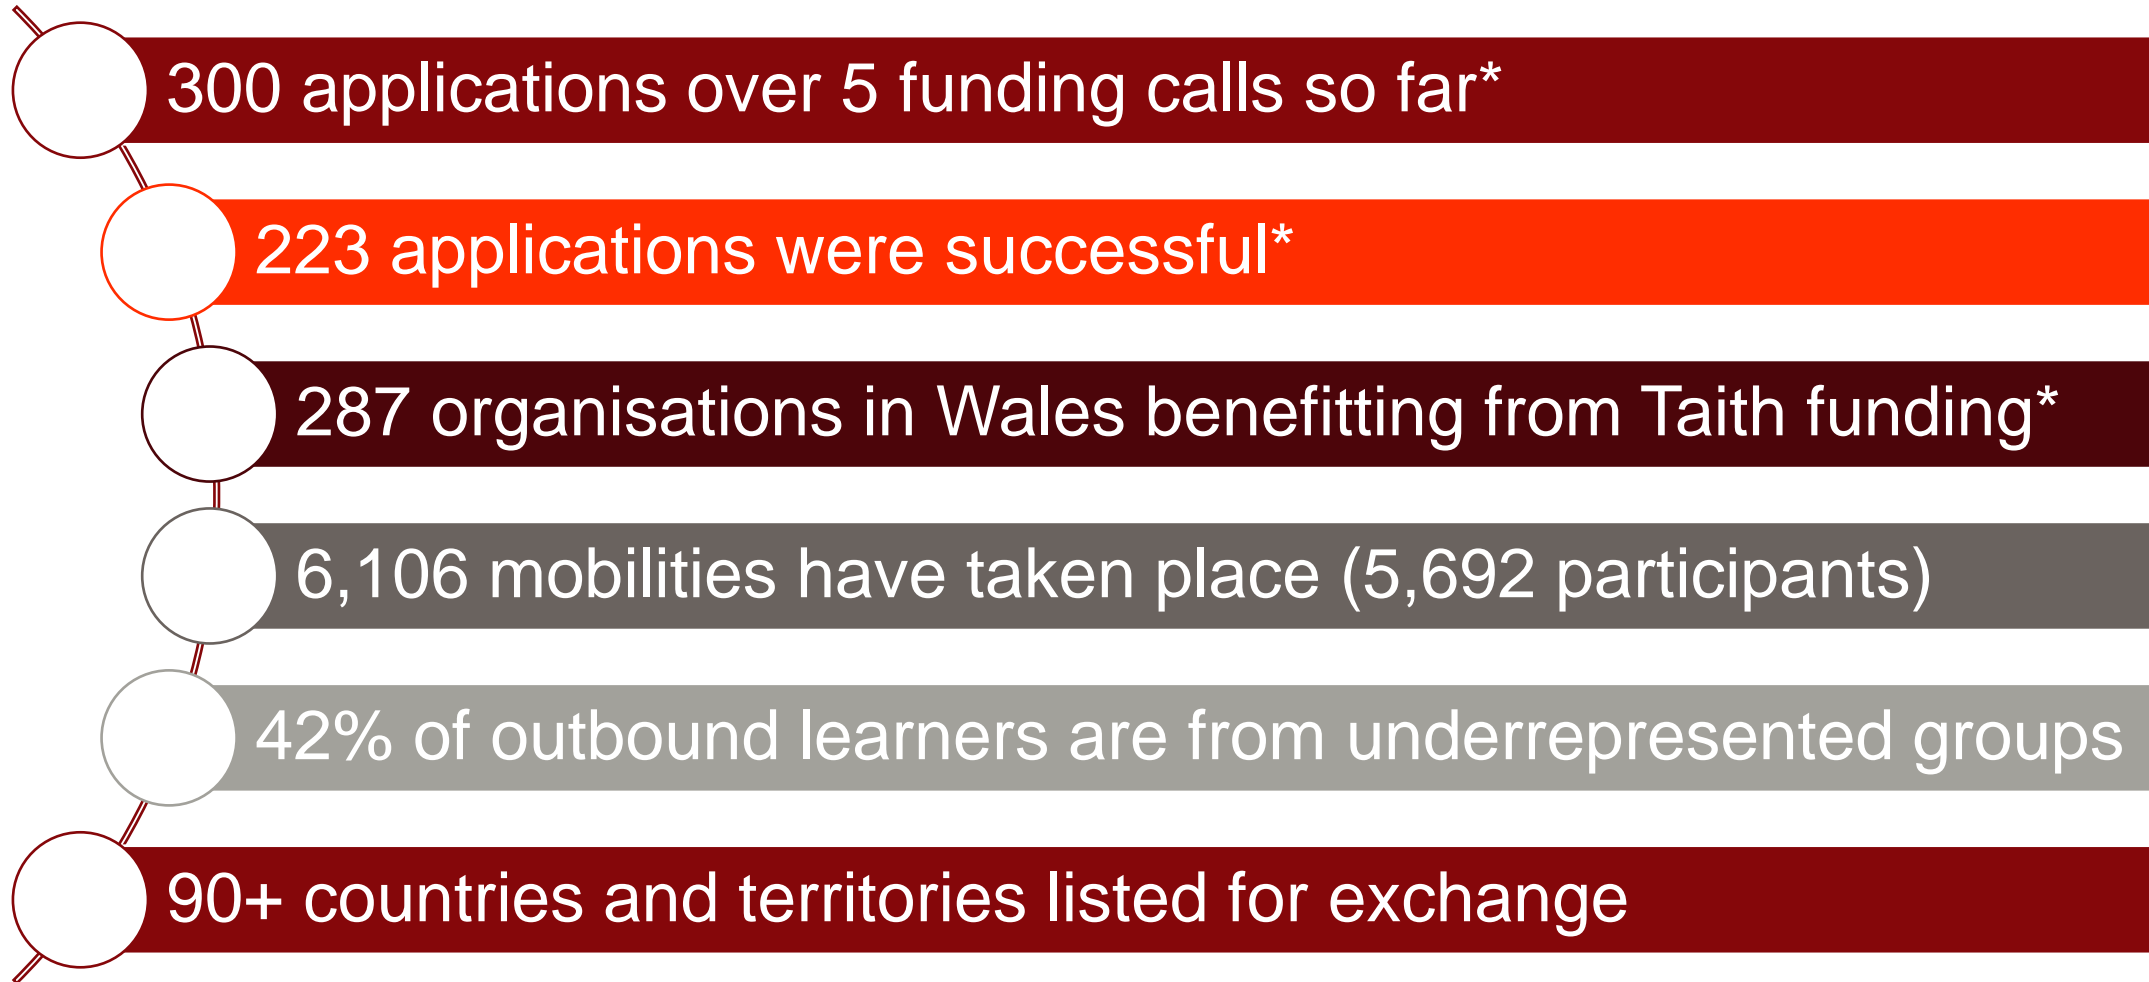 300 applications over 5 funding calls so far*
223 applications were successful*
287 organisations in Wales benefitting from Taith funding*
6,106 mobilities have taken place (5,692 participants)
42% of outbound learners are from underrepresented groups
90+ countries and territories listed for exchange